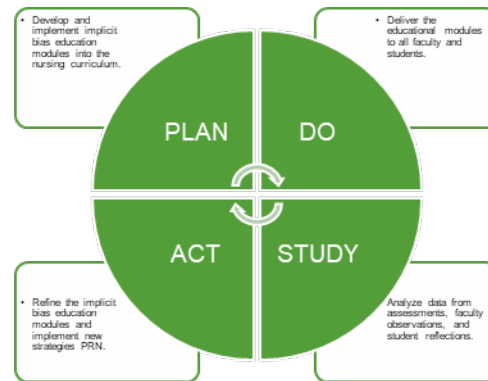 • Develop and
implement implicit
bias education
modules into the
nursing curriculum.
• Deliver the
educational modules
to all faculty and
students.
PLAN
DO
ACT
STUDY
• Refine the implicit
bias education
modules and
implement new
strategies PRN.
Analyze data from
assessments, faculty
observations, and
student reflections.